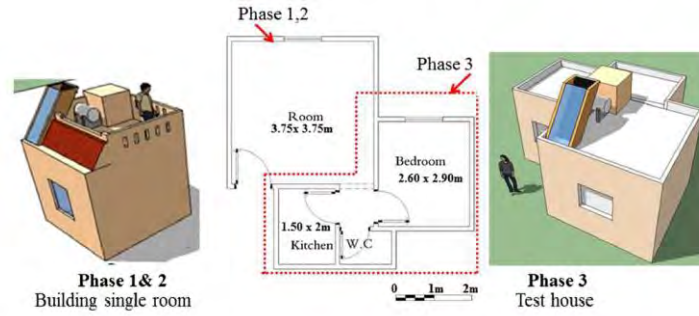 Phase 1,2
Phase 3
Room
3.75x 3.75m
Bedroom
2.60 x 2.90m
1.50 x 2m
Kitchen
W.C
Phase 1& 2
Building single room
0 1m 2m
Phase 3
Test house